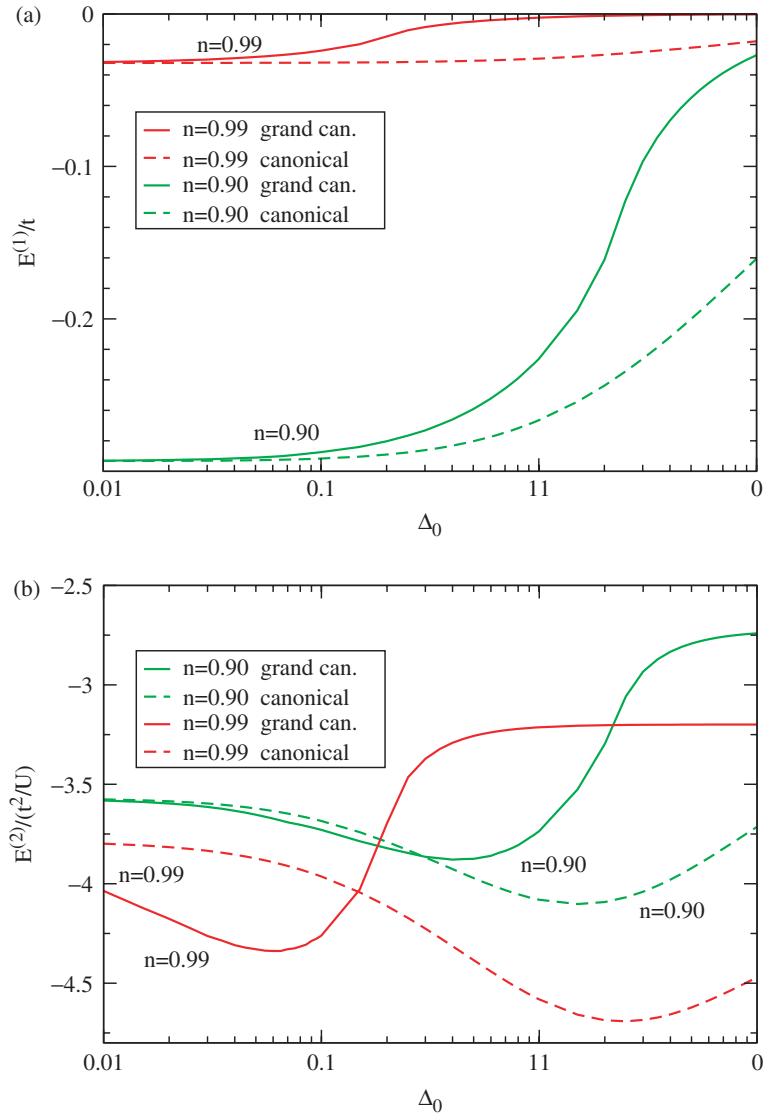 (a)
0
−0.1
−0.2
E(1)/t
n=0.99
n=0.99 grand can.
n=0.99 canonical
n=0.90 grand can.
n=0.90 canonical
n=0.90
0.01 0.1 11 0
Δ0
(b)
−2.5
−3
−3.5
−4
−4.5
E(2)/(t2/U)
n=0.90 grand can.
n=0.90 canonical
n=0.99 grand can.
n=0.99 canonical
n=0.99
n=0.90
n=0.90
n=0.99
0.01 0.1 11 0
Δ0